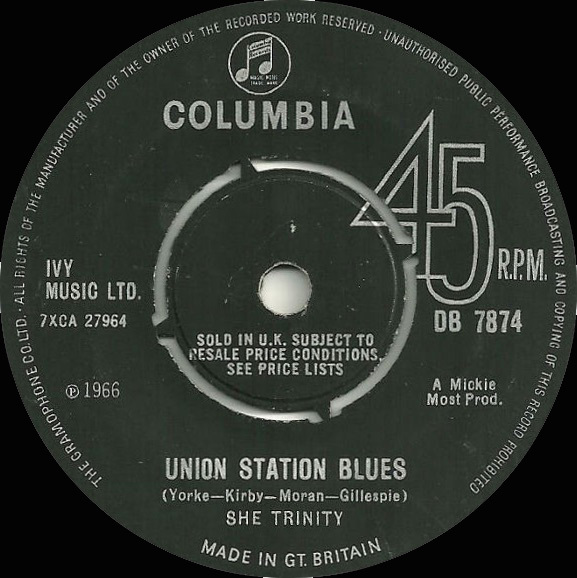 THE GRAMOPHONE CO. LTD. · ALL RIGHTS OF THE MANUFACTURER AND OF THE OWNER OF THE RECORDED WORK RESERVED · UNAUTHORISED PUBLIC PERFORMANCE BROADCASTING AND COPYING OF THIS RECORD PROHIBITED
COLUMBIA
45
R.P.M.
IVY
MUSIC LTD.
7XCA 27964
DB 7874
SOLD IN U.K. SUBJECT TO
RESALE PRICE CONDITIONS,
SEE PRICE LISTS
℗ 1966
A Mickie
Most Prod.
UNION STATION BLUES
(Yorke—Kirby—Moran—Gillespie)
SHE TRINITY
MADE IN GT. BRITAIN